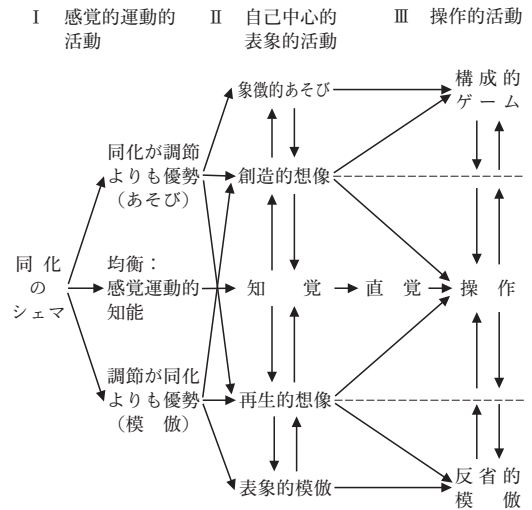 Ⅰ 感覚的運動的
活動
Ⅱ 自己中心的
表象的活動
Ⅲ 操作的活動
象徴的あそび
構成的
ゲーム
同化が調節
よりも優勢
(あそび)
創造的想像
同化
の
シェマ
均衡:
感覚運動的
知能
知覚
直覚
操作
調節が同化
よりも優勢
(模倣)
再生的想像
表象的模倣
反省的
模倣